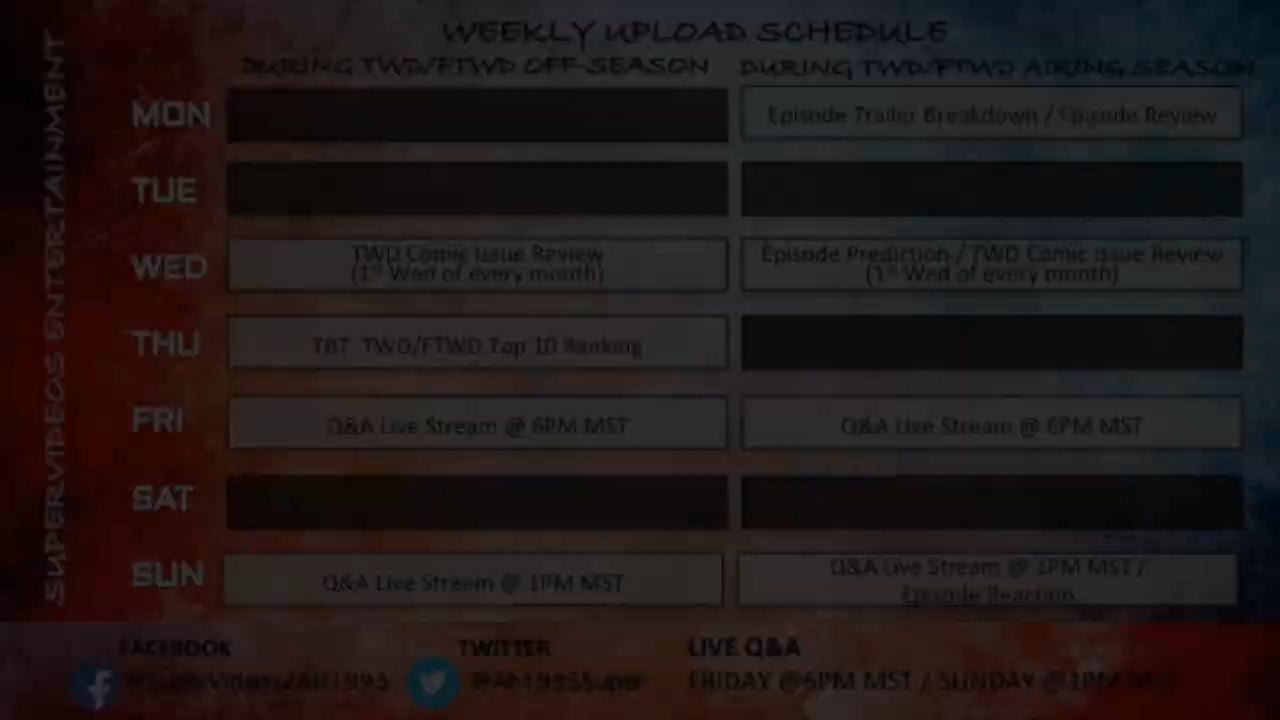 WEEKLY UPLOAD SCHEDULE
DURING TWD/FTWD OFF-SEASON
DURING TWD/FTWD AIRING SEASON
SUPERVIDEOS ENTERTAINMENT
MON
Episode Trailer Breakdown / Episode Review
TUE
WED
TWD Comic Issue Review
(1st Wed of every month)
Episode Prediction / TWD Comic Issue Review
(1st Wed of every month)
THU
TBT: TWD/FTWD Top 10 Ranking
FRI
Q&A Live Stream @ 6PM MST
Q&A Live Stream @ 6PM MST
SAT
SUN
Q&A Live Stream @ 1PM MST
Q&A Live Stream @ 1PM MST /
Episode Reaction
FACEBOOK
TWITTER
@AH1993Super
LIVE Q&A
FRIDAY @6PM MST / SUNDAY @1PM MST